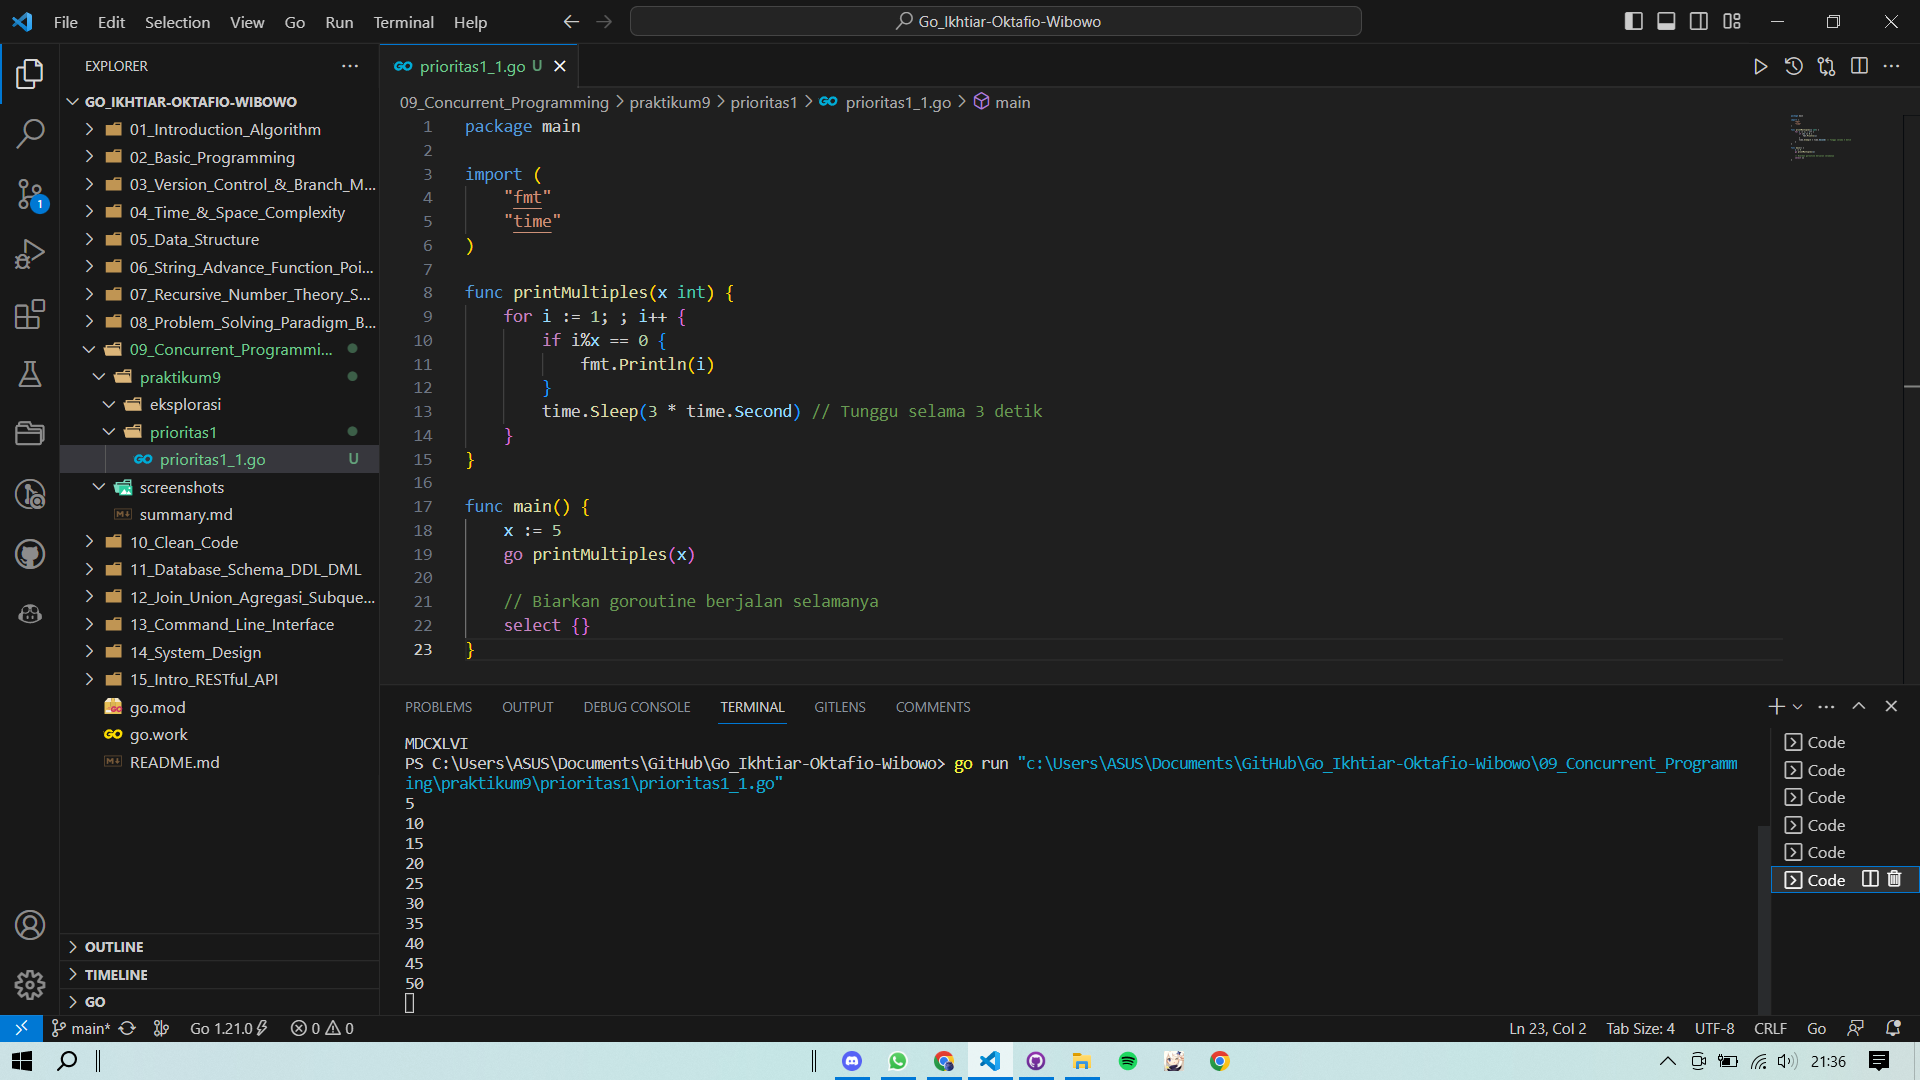 File Edit Selection View Go Run Terminal Help
Go_Ikhtiar-Oktafio-Wibowo
EXPLORER
GO_IKHTIAR-OKTAFIO-WIBOWO
01_Introduction_Algorithm
02_Basic_Programming
03_Version_Control_&_Branch_M...
04_Time_&_Space_Complexity
05_Data_Structure
06_String_Advance_Function_Poi...
07_Recursive_Number_Theory_S...
08_Problem_Solving_Paradigm_B...
09_Concurrent_Programmi...
praktikum9
eksplorasi
prioritas1
GO prioritas1_1.go U
screenshots
summary.md
10_Clean_Code
11_Database_Schema_DDL_DML
12_Join_Union_Agregasi_Subque...
13_Command_Line_Interface
14_System_Design
15_Intro_RESTful_API
go.mod
GO go.work
README.md
OUTLINE
TIMELINE
GO
1
GO prioritas1_1.go U
09_Concurrent_Programming > praktikum9 > prioritas1 > GO prioritas1_1.go > main
1 package main
2
3 import (
4 "fmt"
5 "time"
6 )
7
8 func printMultiples(x int) {
9 for i := 1; ; i++ {
10 if i%x == 0 {
11 fmt.Println(i)
12 }
13 time.Sleep(3 * time.Second) // Tunggu selama 3 detik
14 }
15 }
16
17 func main() {
18 x := 5
19 go printMultiples(x)
20
21 // Biarkan goroutine berjalan selamanya
22 select {}
23 }
PROBLEMS OUTPUT DEBUG CONSOLE TERMINAL GITLENS COMMENTS
MDCXLVI
PS C:\Users\ASUS\Documents\GitHub\Go_Ikhtiar-Oktafio-Wibowo> go run "c:\Users\ASUS\Documents\GitHub\Go_Ikhtiar-Oktafio-Wibowo\09_Concurrent_Programm
ing\praktikum9\prioritas1\prioritas1_1.go"
5
10
15
20
25
30
35
40
45
50
Code
Code
Code
Code
Code
Code
main* Go 1.21.0 0 0
Ln 23, Col 2 Tab Size: 4 UTF-8 CRLF Go
21:36